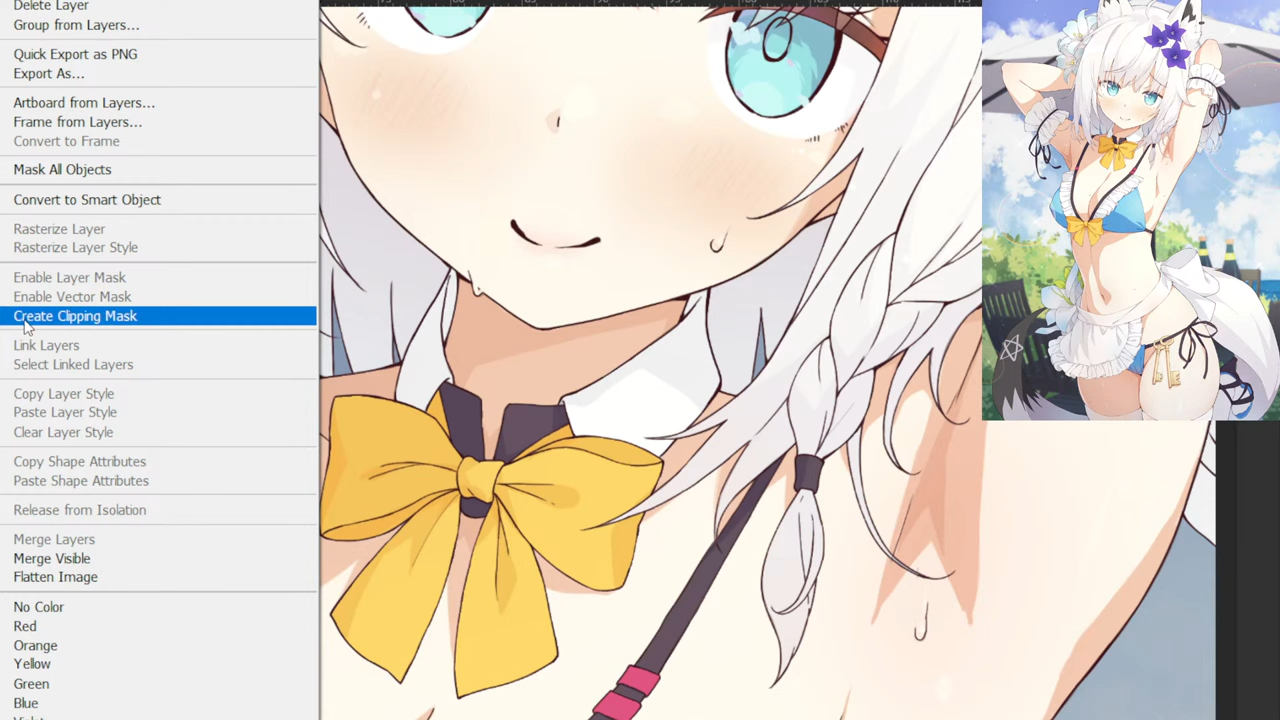 Delete Layer
Group from Layers...
Quick Export as PNG
Export As...
Artboard from Layers...
Frame from Layers...
Convert to Frame
Mask All Objects
Convert to Smart Object
Rasterize Layer
Rasterize Layer Style
Enable Layer Mask
Enable Vector Mask
Create Clipping Mask
Link Layers
Select Linked Layers
Copy Layer Style
Paste Layer Style
Clear Layer Style
Copy Shape Attributes
Paste Shape Attributes
Release from Isolation
Merge Layers
Merge Visible
Flatten Image
No Color
Red
Orange
Yellow
Green
Blue